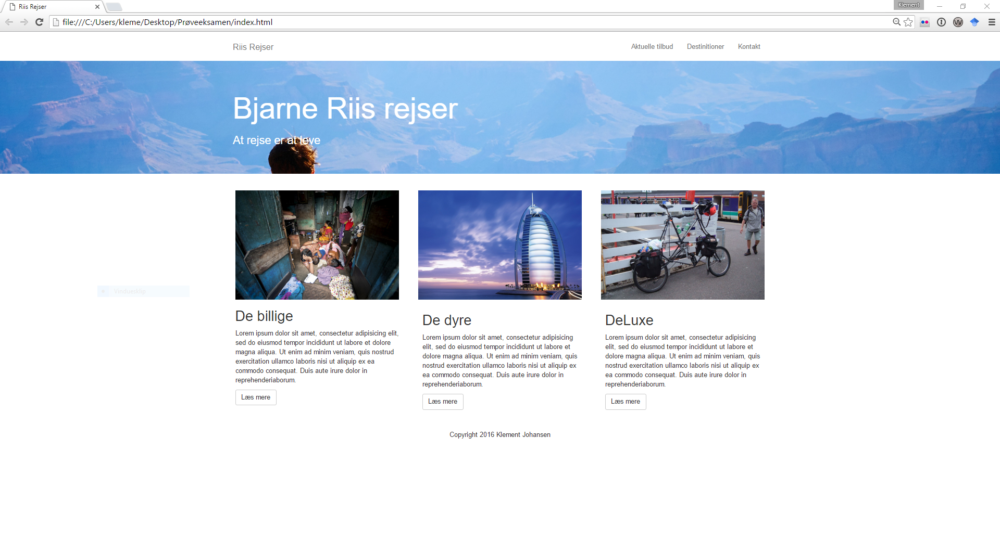 Riis Rejser
Klement
file:///C:/Users/kleme/Desktop/Prøveeksamen/index.html
Riis Rejser
Aktuelle tilbud
Destinitioner
Kontakt
Bjarne Riis rejser
At rejse er at leve
Vinduesklip
De billige
Lorem ipsum dolor sit amet, consectetur adipisicing elit,
sed do eiusmod tempor incididunt ut labore et dolore
magna aliqua. Ut enim ad minim veniam, quis nostrud
exercitation ullamco laboris nisi ut aliquip ex ea
commodo consequat. Duis aute irure dolor in
reprehenderiaborum.
Læs mere
De dyre
Lorem ipsum dolor sit amet, consectetur adipisicing
elit, sed do eiusmod tempor incididunt ut labore et
dolore magna aliqua. Ut enim ad minim veniam, quis
nostrud exercitation ullamco laboris nisi ut aliquip ex
ea commodo consequat. Duis aute irure dolor in
reprehenderiaborum.
Læs mere
DeLuxe
Lorem ipsum dolor sit amet, consectetur adipisicing
elit, sed do eiusmod tempor incididunt ut labore et
dolore magna aliqua. Ut enim ad minim veniam, quis
nostrud exercitation ullamco laboris nisi ut aliquip ex
ea commodo consequat. Duis aute irure dolor in
reprehenderiaborum.
Læs mere
Copyright 2016 Klement Johansen